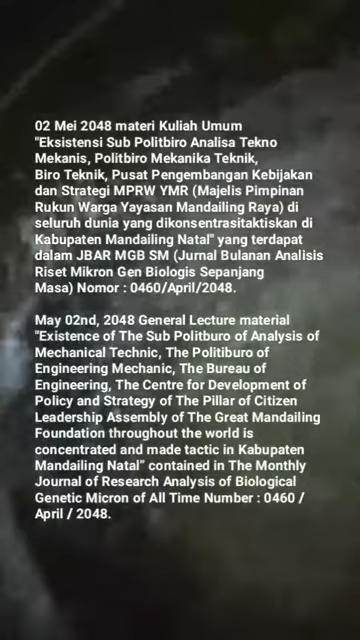 02 Mei 2048 materi Kuliah Umum
"Eksistensi Sub Politbiro Analisa Tekno
Mekanis, Politbiro Mekanika Teknik,
Biro Teknik, Pusat Pengembangan Kebijakan
dan Strategi MPRW YMR (Majelis Pimpinan
Rukun Warga Yayasan Mandailing Raya) di
seluruh dunia yang dikonsentrasitaktiskan di
Kabupaten Mandailing Natal" yang terdapat
dalam JBAR MGB SM (Jurnal Bulanan Analisis
Riset Mikron Gen Biologis Sepanjang
Masa) Nomor : 0460/April/2048.

May 02nd, 2048 General Lecture material
"Existence of The Sub Politburo of Analysis of
Mechanical Technic, The Politiburo of
Engineering Mechanic, The Bureau of
Engineering, The Centre for Development of
Policy and Strategy of The Pillar of Citizen
Leadership Assembly of The Great Mandailing
Foundation throughout the world is
concentrated and made tactic in Kabupaten
Mandailing Natal" contained in The Monthly
Journal of Research Analysis of Biological
Genetic Micron of All Time Number : 0460 /
April / 2048.